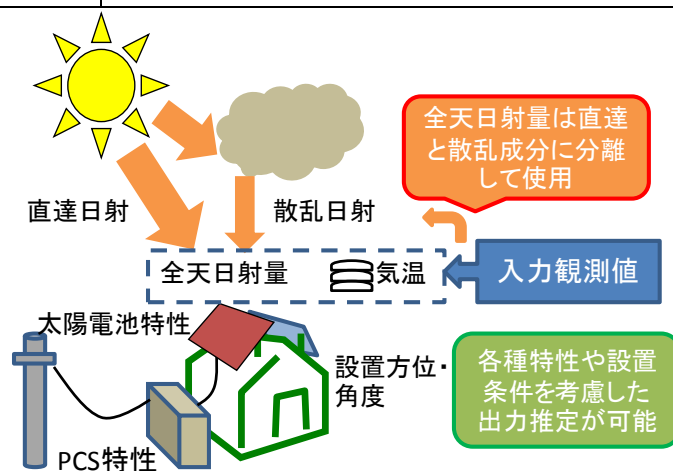 全天日射量は直達
と散乱成分に分離
して使用
直達日射
散乱日射
全天日射量
気温
入力観測値
太陽電池特性
設置方位・
角度
各種特性や設置
条件を考慮した
出力推定が可能
PCS特性